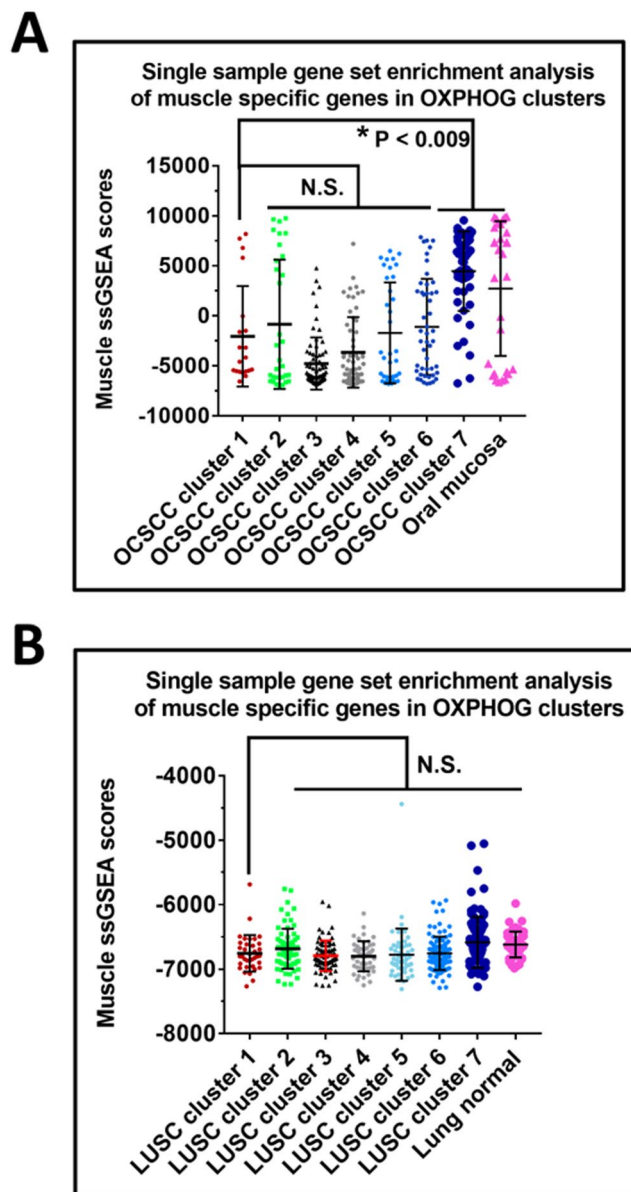 A
Single sample gene set enrichment analysis
of muscle specific genes in OXPHOG clusters
* P < 0.009
N.S.
Muscle ssGSEA scores
15000
10000
5000
0
-5000
-10000
OCSCC cluster 1
OCSCC cluster 2
OCSCC cluster 3
OCSCC cluster 4
OCSCC cluster 5
OCSCC cluster 6
OCSCC cluster 7
Oral mucosa
B
Single sample gene set enrichment analysis
of muscle specific genes in OXPHOG clusters
N.S.
Muscle ssGSEA scores
-4000
-5000
-6000
-7000
-8000
LUSC cluster 1
LUSC cluster 2
LUSC cluster 3
LUSC cluster 4
LUSC cluster 5
LUSC cluster 6
LUSC cluster 7
Lung normal